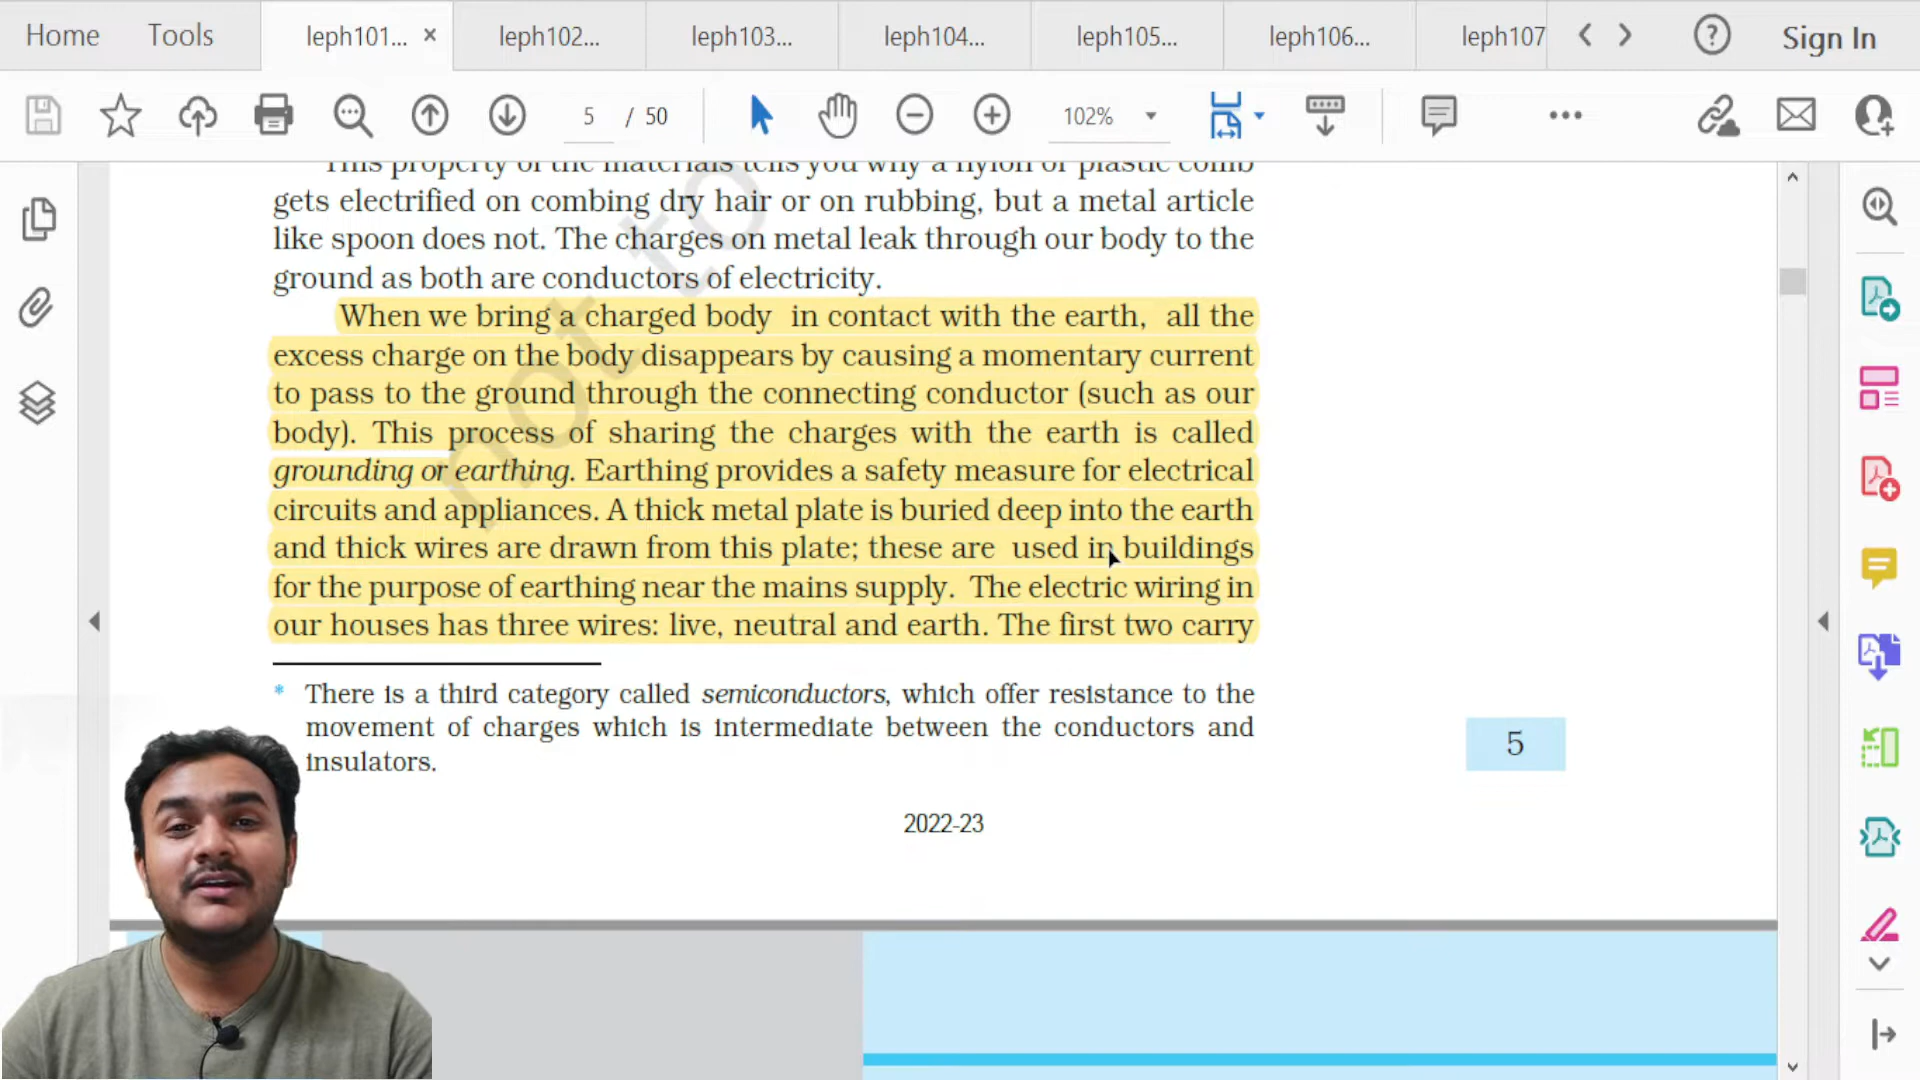 Home Tools leph101... × leph102... leph103... leph104... leph105... leph106... leph107 Sign In
5 / 50 102%
This property of the materials tells you why a nylon or plastic comb
gets electrified on combing dry hair or on rubbing, but a metal article
like spoon does not. The charges on metal leak through our body to the
ground as both are conductors of electricity.
When we bring a charged body in contact with the earth, all the
excess charge on the body disappears by causing a momentary current
to pass to the ground through the connecting conductor (such as our
body). This process of sharing the charges with the earth is called
grounding or earthing. Earthing provides a safety measure for electrical
circuits and appliances. A thick metal plate is buried deep into the earth
and thick wires are drawn from this plate; these are used in buildings
for the purpose of earthing near the mains supply. The electric wiring in
our houses has three wires: live, neutral and earth. The first two carry
* There is a third category called semiconductors, which offer resistance to the
movement of charges which is intermediate between the conductors and
insulators.
5
2022-23
not to